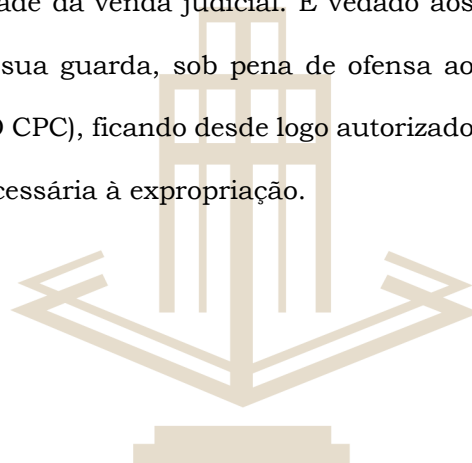 ade da venda judicial. É vedado aos
sua guarda, sob pena de ofensa ao
CPC), ficando desde logo autorizado
cessária à expropriação.